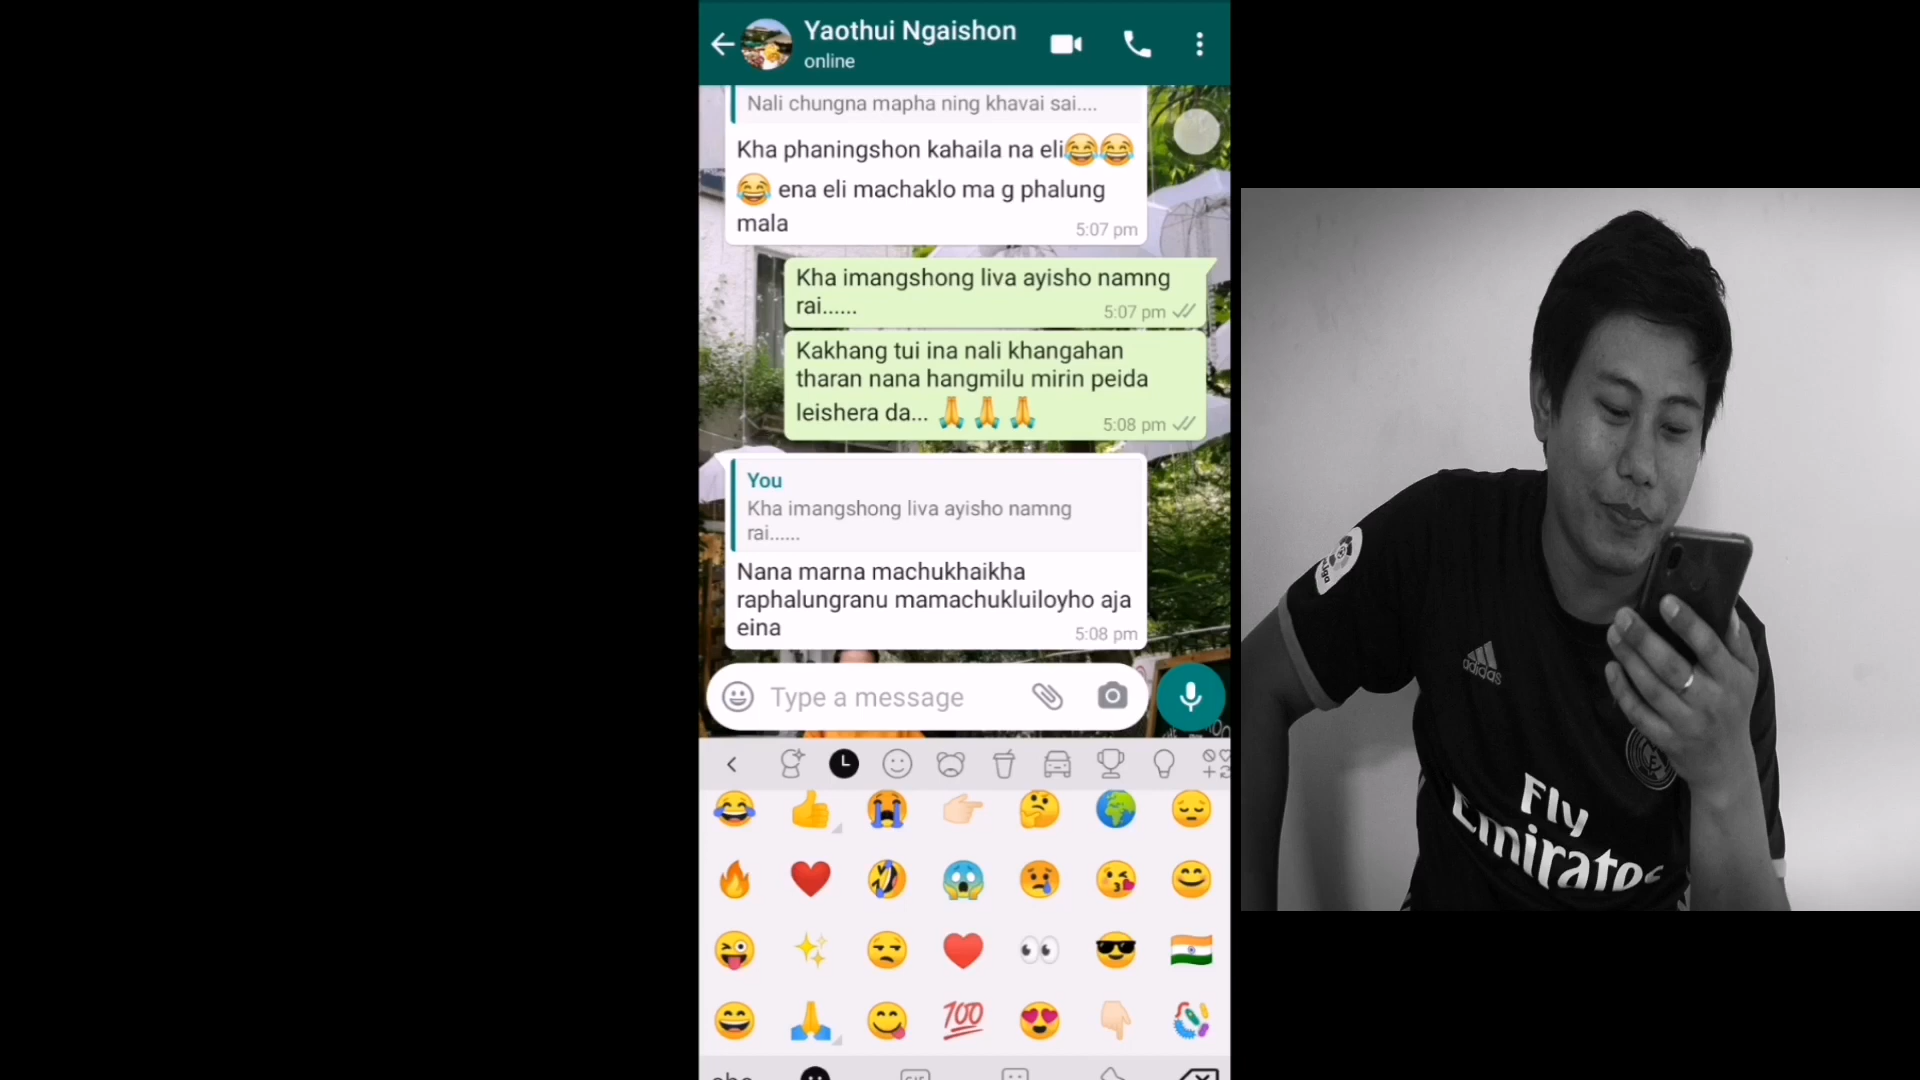 Yaothui Ngaishon
online
Nali chungna mapha ning khavai sai....
Kha phaningshon kahaila na eli😂😂
😂 ena eli machaklo ma g phalung
mala
5:07 pm
Kha imangshong liva ayisho namng
rai......
5:07 pm
Kakhang tui ina nali khangahan
tharan nana hangmilu mirin peida
leishera da... 🙏🙏🙏
5:08 pm
You
Kha imangshong liva ayisho namng
rai......
Nana marna machukhaikha
raphalungranu mamachukluiloyho aja
eina
5:08 pm
Type a message
adidas
Fly
Emirates